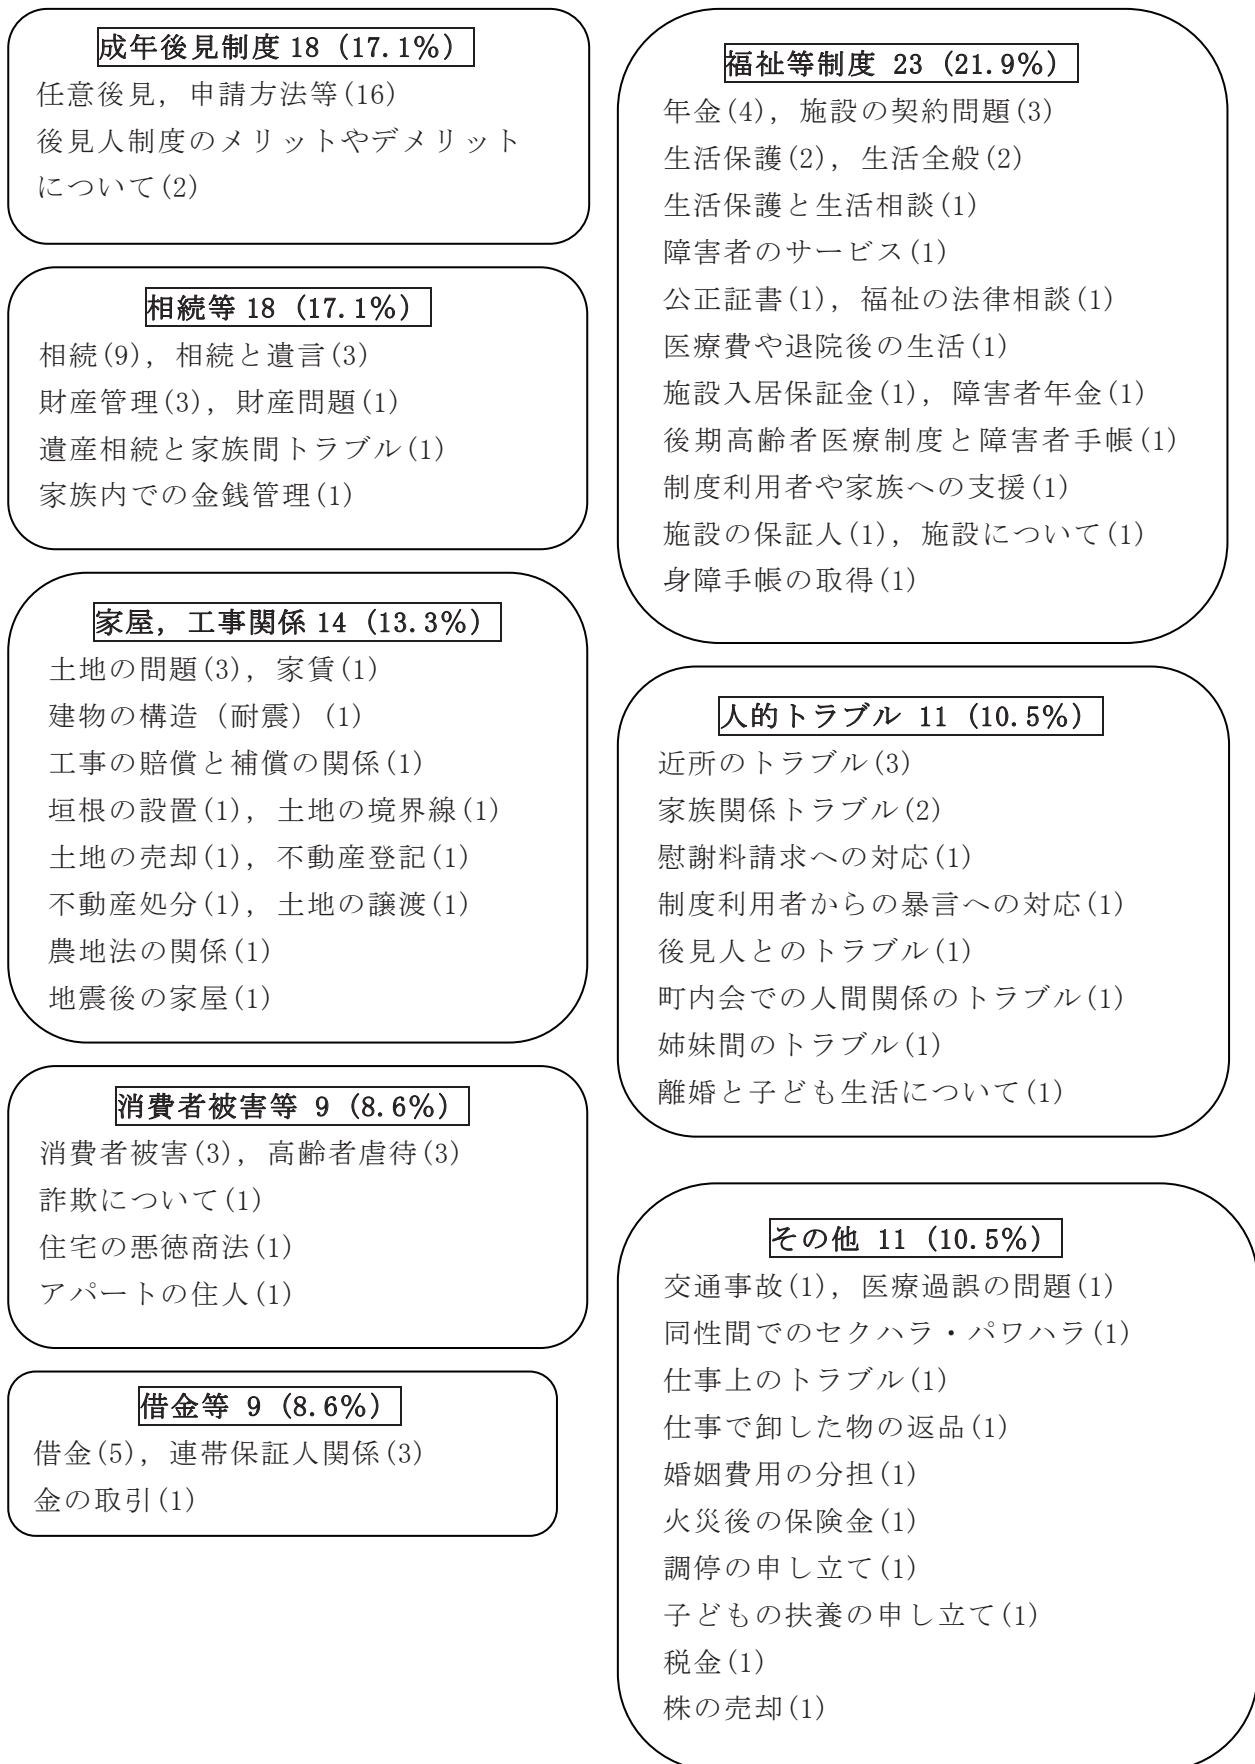 成年後見制度 18 (17.1%)
任意後見，申請方法等(16)
後見人制度のメリットやデメリット
について(2)
相続等 18 (17.1%)
相続(9)，相続と遺言(3)
財産管理(3)，財産問題(1)
遺産相続と家族間トラブル(1)
家族内での金銭管理(1)
家屋，工事関係 14 (13.3%)
土地の問題(3)，家賃(1)
建物の構造（耐震）(1)
工事の賠償と補償の関係(1)
垣根の設置(1)，土地の境界線(1)
土地の売却(1)，不動産登記(1)
不動産処分(1)，土地の譲渡(1)
農地法の関係(1)
地震後の家屋(1)
消費者被害等 9 (8.6%)
消費者被害(3)，高齢者虐待(3)
詐欺について(1)
住宅の悪徳商法(1)
アパートの住人(1)
借金等 9 (8.6%)
借金(5)，連帯保証人関係(3)
金の取引(1)
福祉等制度 23 (21.9%)
年金(4)，施設の契約問題(3)
生活保護(2)，生活全般(2)
生活保護と生活相談(1)
障害者のサービス(1)
公正証書(1)，福祉の法律相談(1)
医療費や退院後の生活(1)
施設入居保証金(1)，障害者年金(1)
後期高齢者医療制度と障害者手帳(1)
制度利用者や家族への支援(1)
施設の保証人(1)，施設について(1)
身障手帳の取得(1)
人的トラブル 11 (10.5%)
近所のトラブル(3)
家族関係トラブル(2)
慰謝料請求への対応(1)
制度利用者からの暴言への対応(1)
後見人とのトラブル(1)
町内会での人間関係のトラブル(1)
姉妹間のトラブル(1)
離婚と子ども生活について(1)
その他 11 (10.5%)
交通事故(1)，医療過誤の問題(1)
同性間でのセクハラ・パワハラ(1)
仕事上のトラブル(1)
仕事で卸した物の返品(1)
婚姻費用の分担(1)
火災後の保険金(1)
調停の申し立て(1)
子どもの扶養の申し立て(1)
税金(1)
株の売却(1)